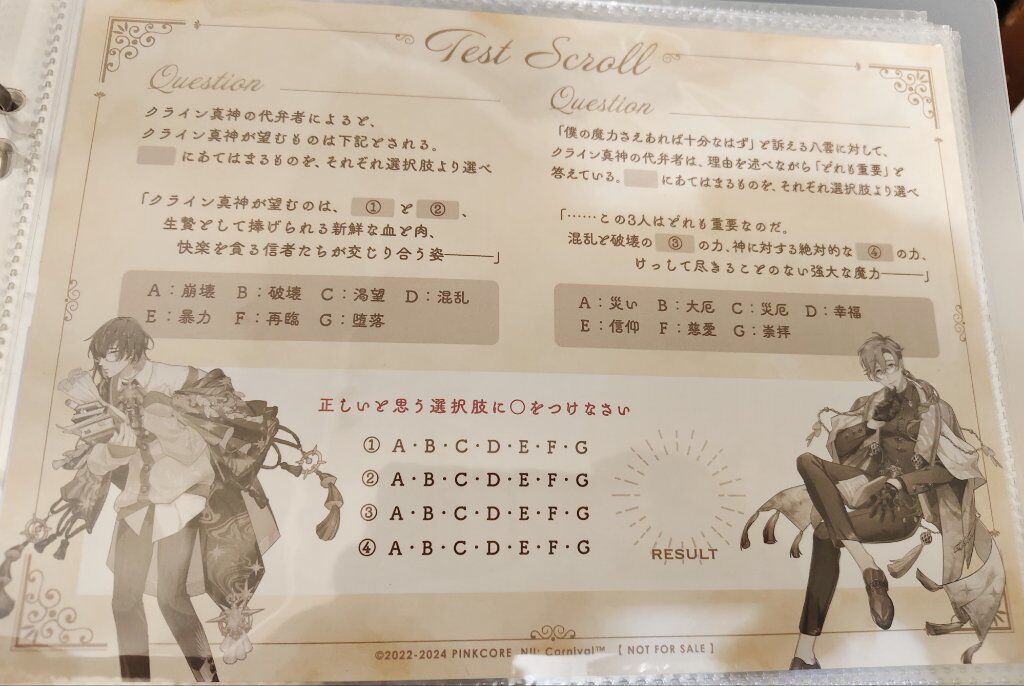 Test Scroll
Question
クライン真神の代弁者によると、
クライン真神が望むものは下記とされる。
にあてはまるものを、それぞれ選択肢より選べ
「クライン真神が望むのは、 ① と ② 、
生贄として捧げられる新鮮な血と肉、
快楽を貪る信者たちが交じり合う姿―――」
A：崩壊 B：破壊 C：渇望 D：混乱
E：暴力 F：再臨 G：堕落
Question
「僕の魔力さえあれば十分なはず」と訴える八雲に対して、
クライン真神の代弁者は、理由を述べながら「どれも重要」と
答えている。 にあてはまるものを、それぞれ選択肢より選べ
「……この3人はどれも重要なのだ。
混乱と破壊の ③ の力、神に対する絶対的な ④ の力、
けっして尽きることのない強大な魔力―――」
A：災い B：大厄 C：災厄 D：幸福
E：信仰 F：慈愛 G：崇拝
正しいと思う選択肢に〇をつけなさい
① A・B・C・D・E・F・G
② A・B・C・D・E・F・G
③ A・B・C・D・E・F・G
④ A・B・C・D・E・F・G
RESULT
©2022-2024 PINKCORE NU: Carnival™ 【 NOT FOR SALE 】